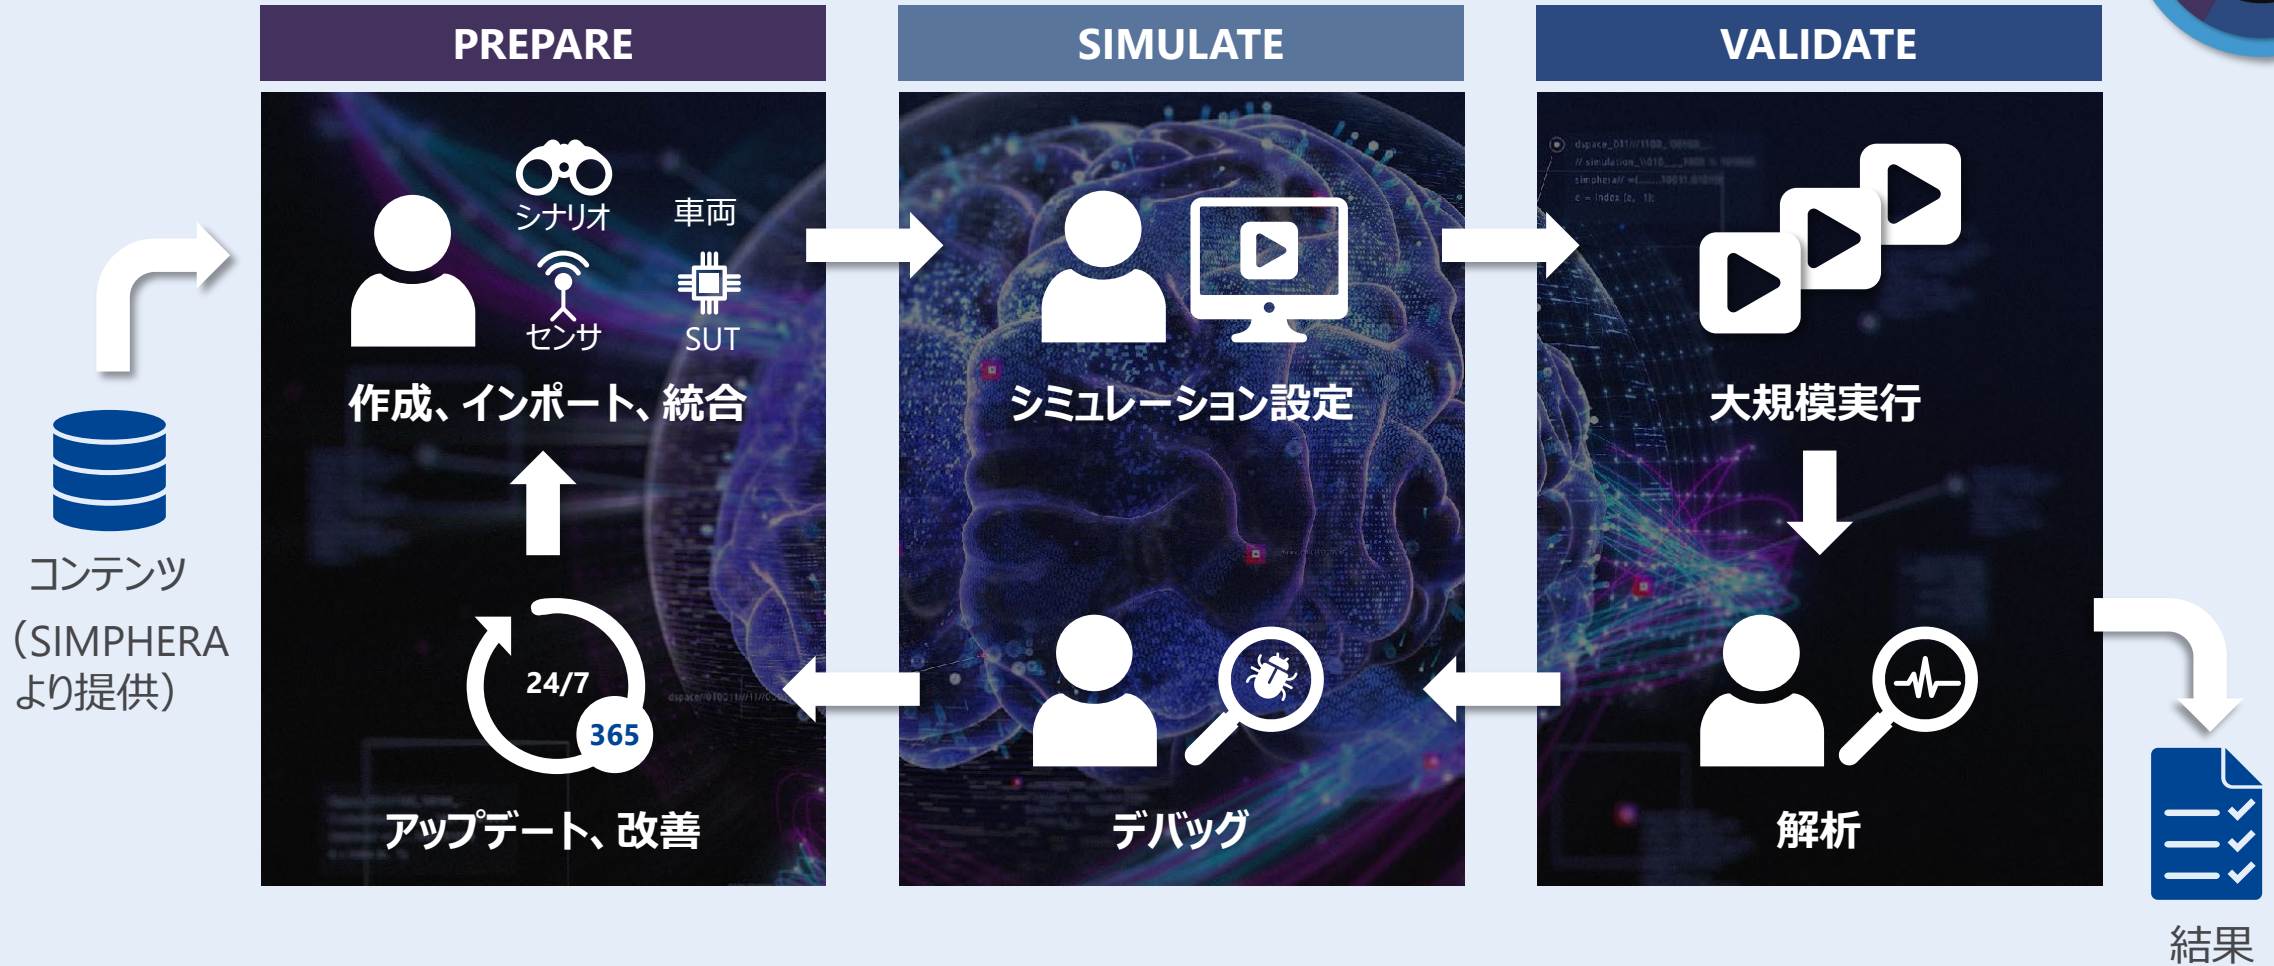 PREPARE
SIMULATE
VALIDATE
シナリオ
車両
センサ
SUT
作成、インポート、統合
シミュレーション設定
大規模実行
コンテンツ
（SIMPHERA
より提供）
24/7
365
アップデート、改善
デバッグ
解析
結果